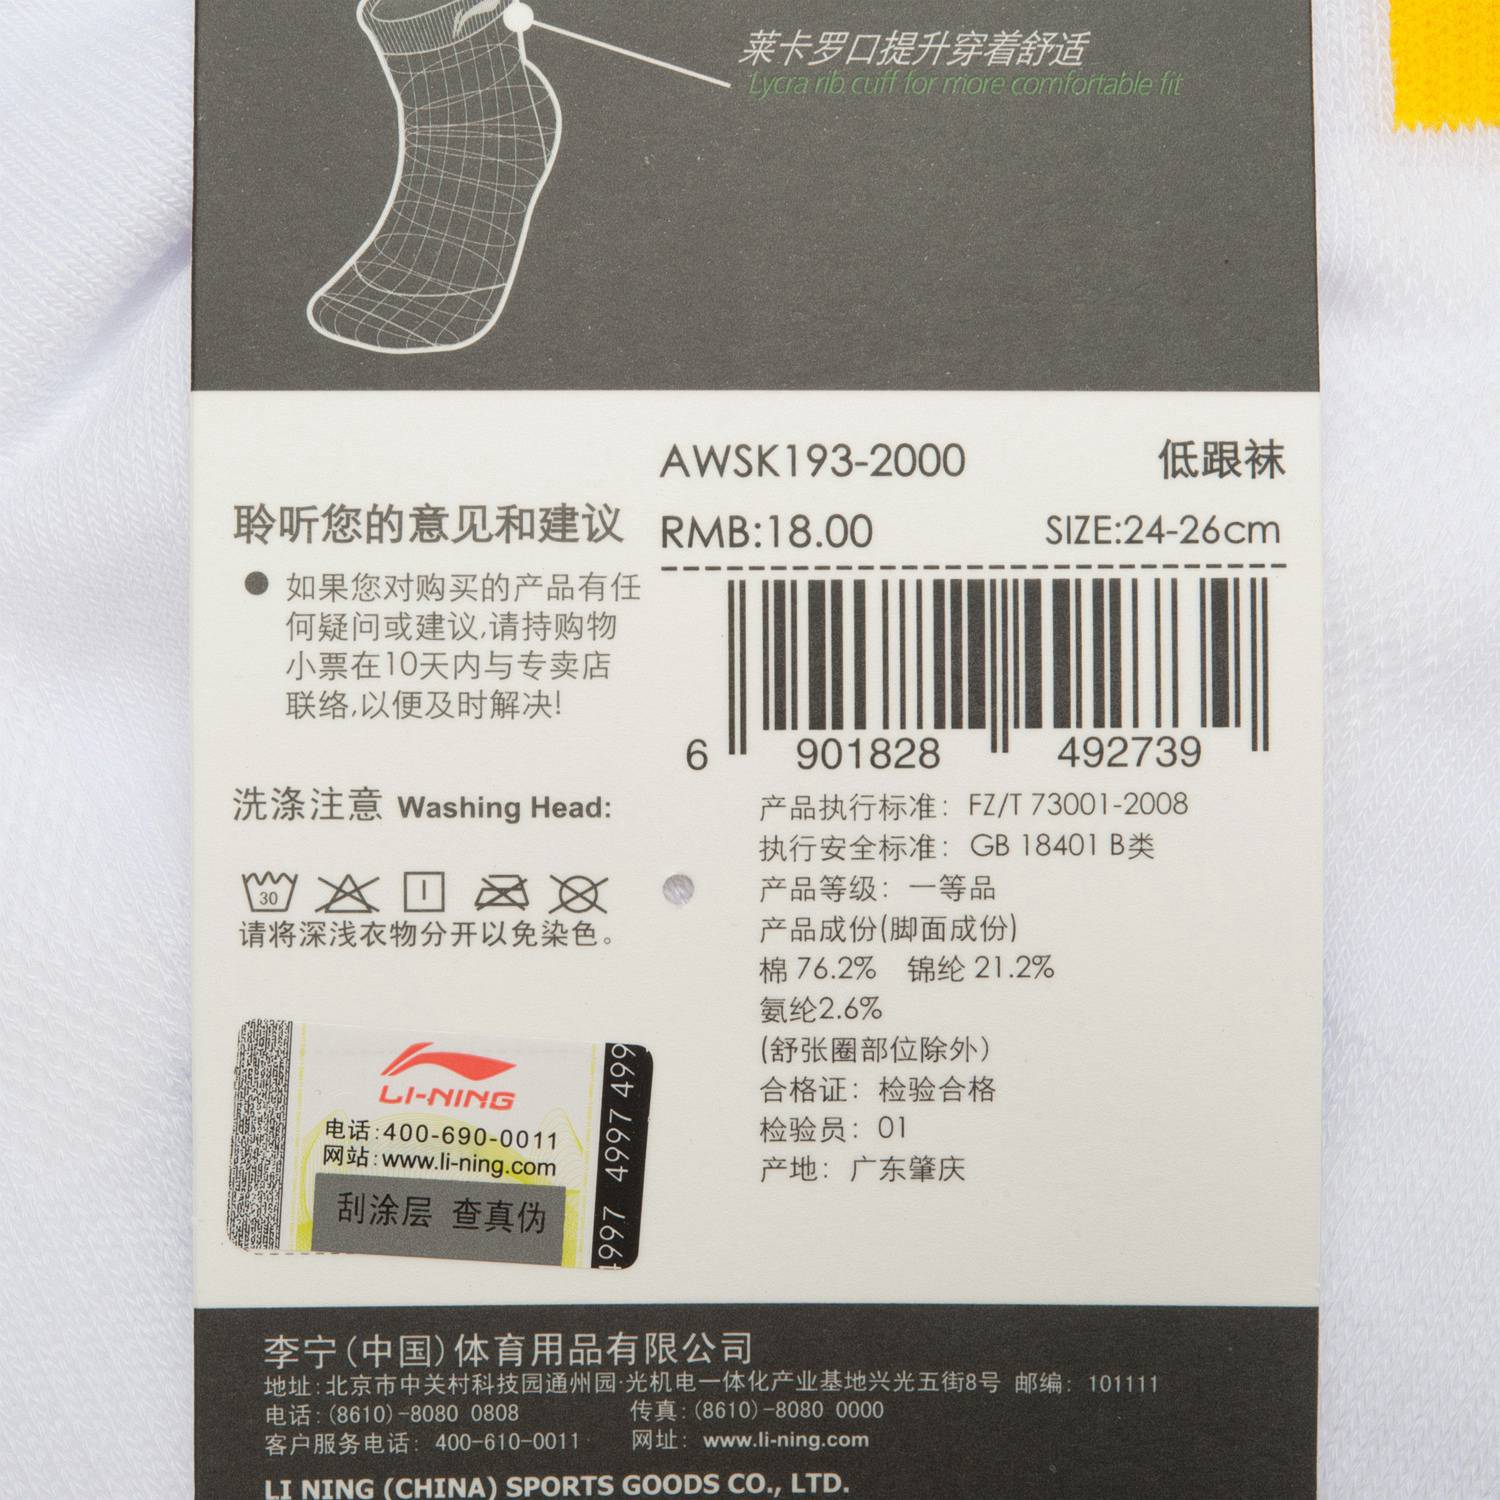 莱卡罗口提升穿着舒适
Lycra rib cuff for more comfortable fit
AWSK193-2000 低跟袜
RMB:18.00 SIZE:24-26cm
6 901828 492739
聆听您的意见和建议
● 如果您对购买的产品有任
何疑问或建议,请持购物
小票在10天内与专卖店
联络,以便及时解决!
洗涤注意 Washing Head:
30
请将深浅衣物分开以免染色。
产品执行标准：FZ/T 73001-2008
执行安全标准：GB 18401 B类
产品等级：一等品
产品成份(脚面成份)
棉 76.2% 锦纶 21.2%
氨纶2.6%
(舒张圈部位除外）
合格证：检验合格
检验员：01
产地：广东肇庆
LI-NING
电话:400-690-0011
网站:www.li-ning.com
刮涂层 查真伪
4997 4997 499
李宁(中国)体育用品有限公司
地址:北京市中关村科技园通州园·光机电一体化产业基地兴光五街8号 邮编: 101111
电话:(8610)-8080 0808 传真:(8610)-8080 0000
客户服务电话: 400-610-0011 网址: www.li-ning.com
LI NING (CHINA) SPORTS GOODS CO., LTD.